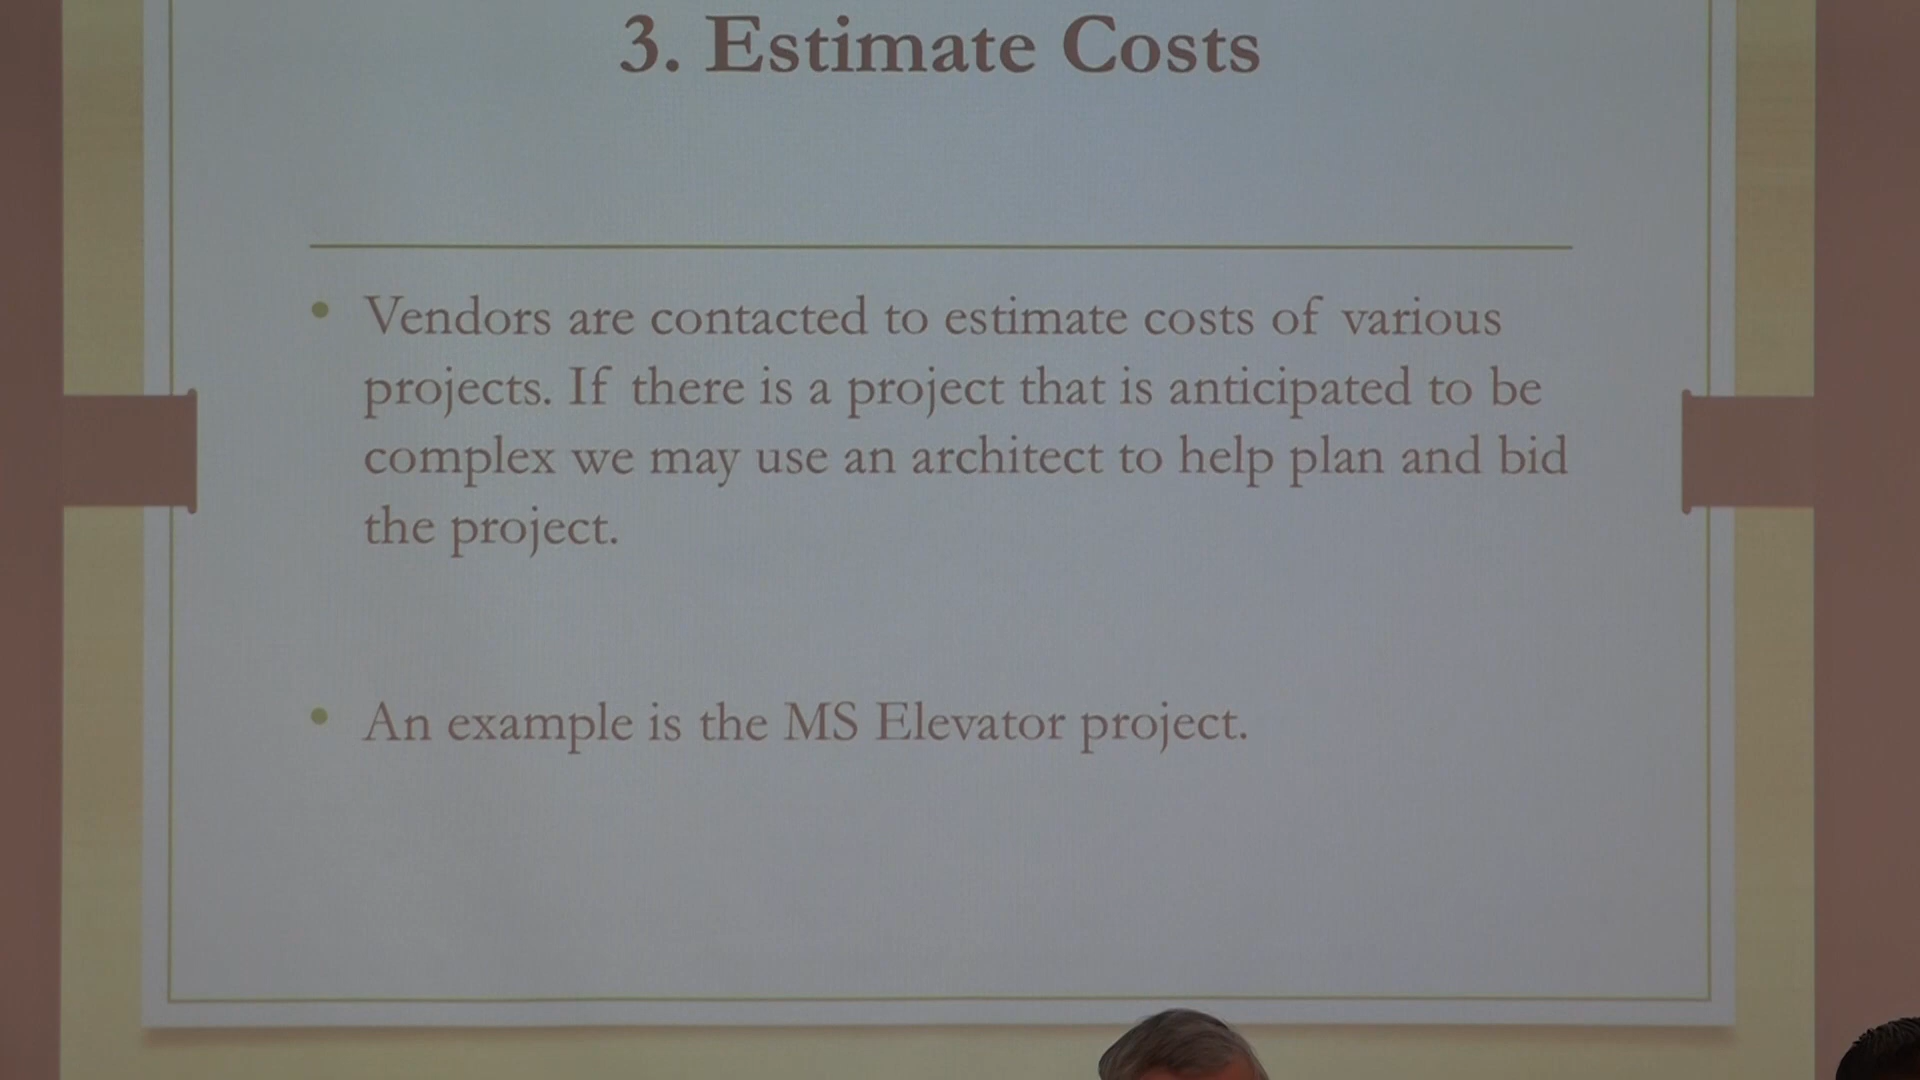 3. Estimate Costs
• Vendors are contacted to estimate costs of various
projects. If there is a project that is anticipated to be
complex we may use an architect to help plan and bid
the project.
• An example is the MS Elevator project.